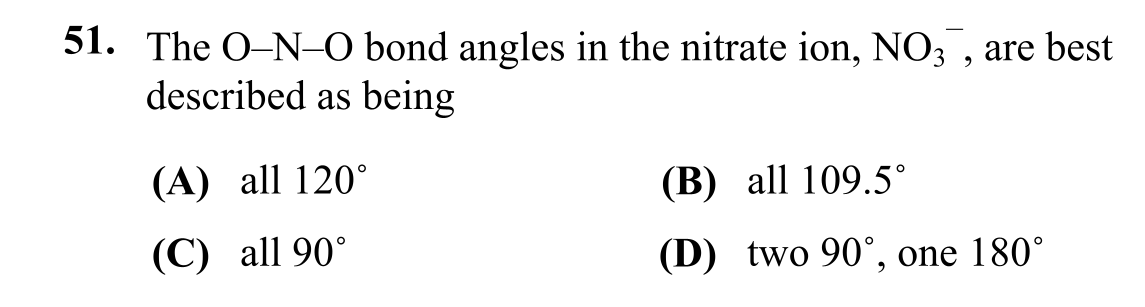 51. The O–N–O bond angles in the nitrate ion, NO₃⁻, are best
described as being
(A) all 120˚ (B) all 109.5˚
(C) all 90˚ (D) two 90˚, one 180˚